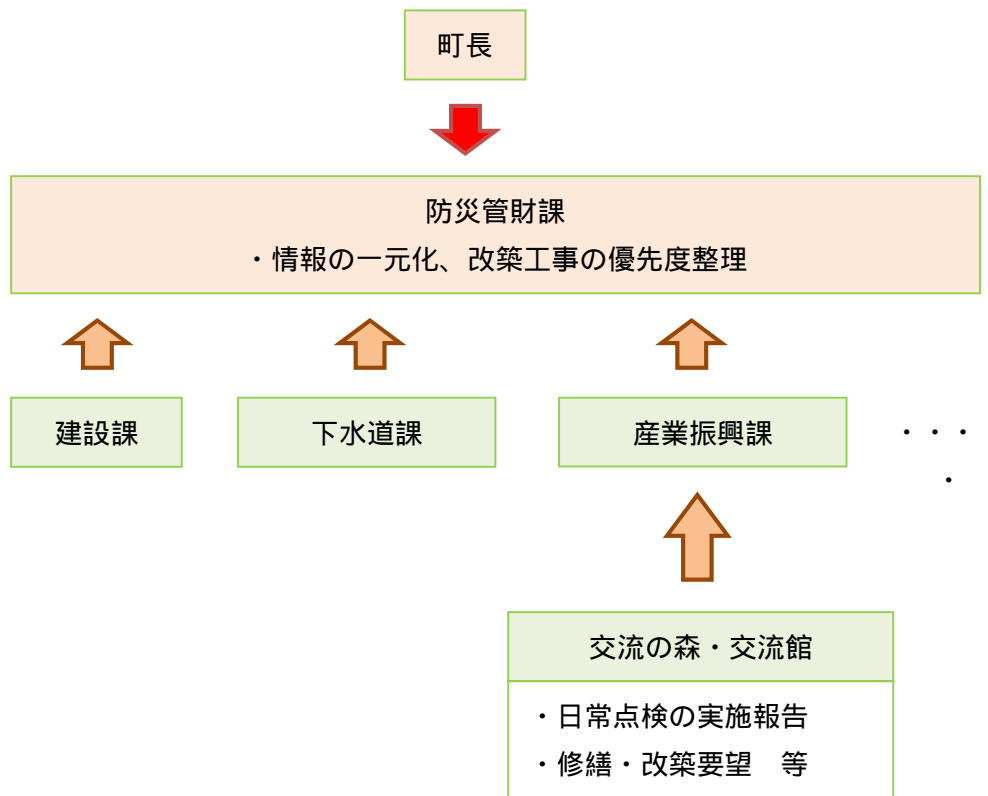 町長
防災管財課
・情報の一元化、改築工事の優先度整理
建設課
下水道課
産業振興課
・・・
・
交流の森・交流館
・日常点検の実施報告
・修繕・改築要望　等